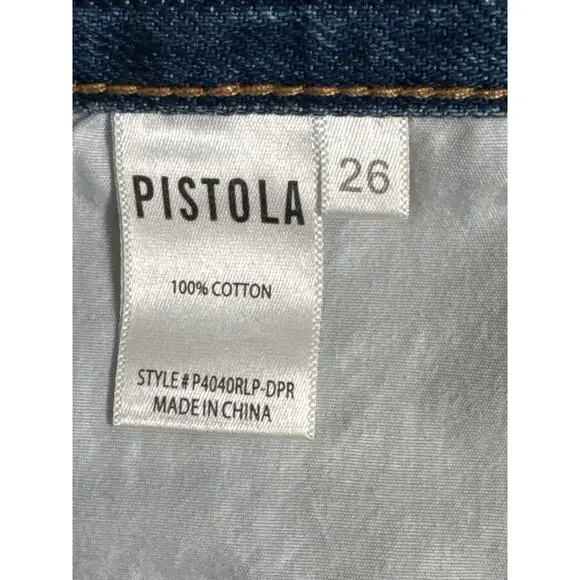 PISTOLA
26
100% COTTON
STYLE # P4040RLP-DPR
MADE IN CHINA